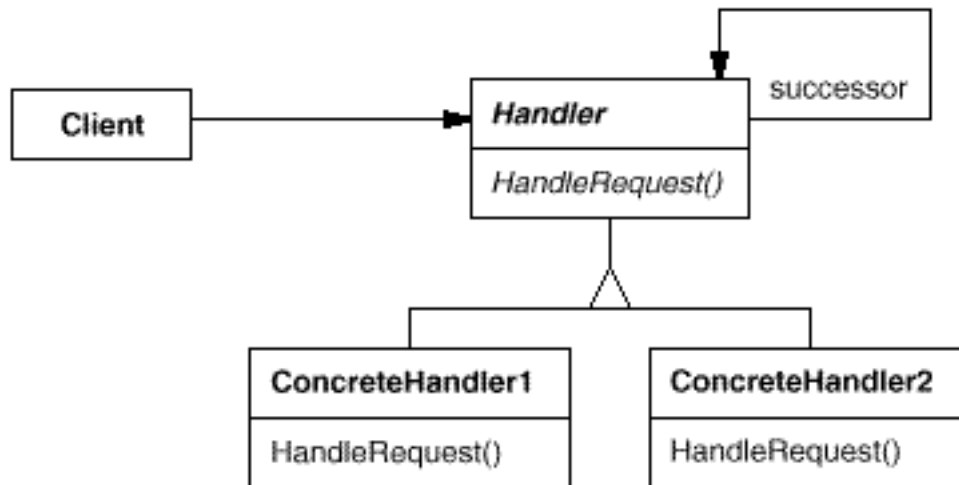 successor
Client
Handler
HandleRequest()
ConcreteHandler1
ConcreteHandler2
HandleRequest()
HandleRequest()